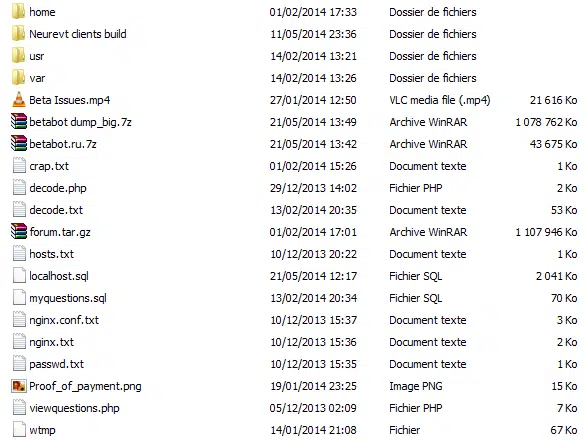 home 01/02/2014 17:33 Dossier de fichiers
Neurevt clients build 11/05/2014 23:36 Dossier de fichiers
usr 14/02/2014 13:21 Dossier de fichiers
var 14/02/2014 13:26 Dossier de fichiers
Beta Issues.mp4 27/01/2014 12:50 VLC media file (.mp4) 21 616 Ko
betabot dump_big.7z 21/05/2014 13:49 Archive WinRAR 1 078 762 Ko
betabot.ru.7z 21/05/2014 13:42 Archive WinRAR 43 675 Ko
crap.txt 01/02/2014 15:26 Document texte 1 Ko
decode.php 29/12/2013 14:02 Fichier PHP 2 Ko
decode.txt 13/02/2014 20:35 Document texte 53 Ko
forum.tar.gz 01/02/2014 17:01 Archive WinRAR 1 107 946 Ko
hosts.txt 10/12/2013 20:22 Document texte 1 Ko
localhost.sql 21/05/2014 12:17 Fichier SQL 2 041 Ko
myquestions.sql 13/02/2014 20:34 Fichier SQL 70 Ko
nginx.conf.txt 10/12/2013 15:37 Document texte 3 Ko
nginx.txt 10/12/2013 15:36 Document texte 2 Ko
passwd.txt 10/12/2013 15:35 Document texte 1 Ko
Proof_of_payment.png 19/01/2014 23:25 Image PNG 15 Ko
viewquestions.php 05/12/2013 02:09 Fichier PHP 7 Ko
wtmp 14/01/2014 21:08 Fichier 67 Ko